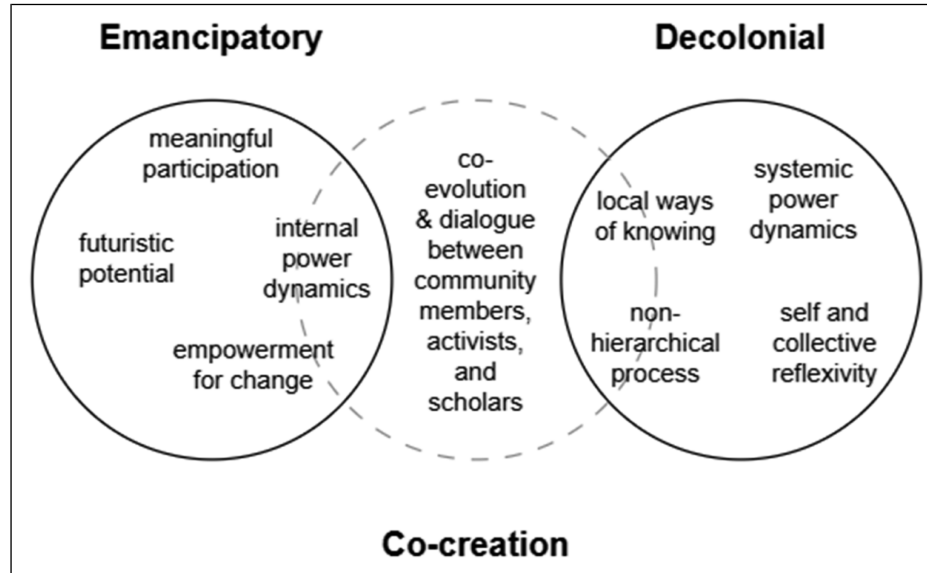 Emancipatory
Decolonial
meaningful
participation
futuristic
potential
internal
power
dynamics
empowerment
for change
co-
evolution
& dialogue
between
community
members,
activists,
and
scholars
local ways
of knowing
systemic
power
dynamics
non-
hierarchical
process
self and
collective
reflexivity
Co-creation